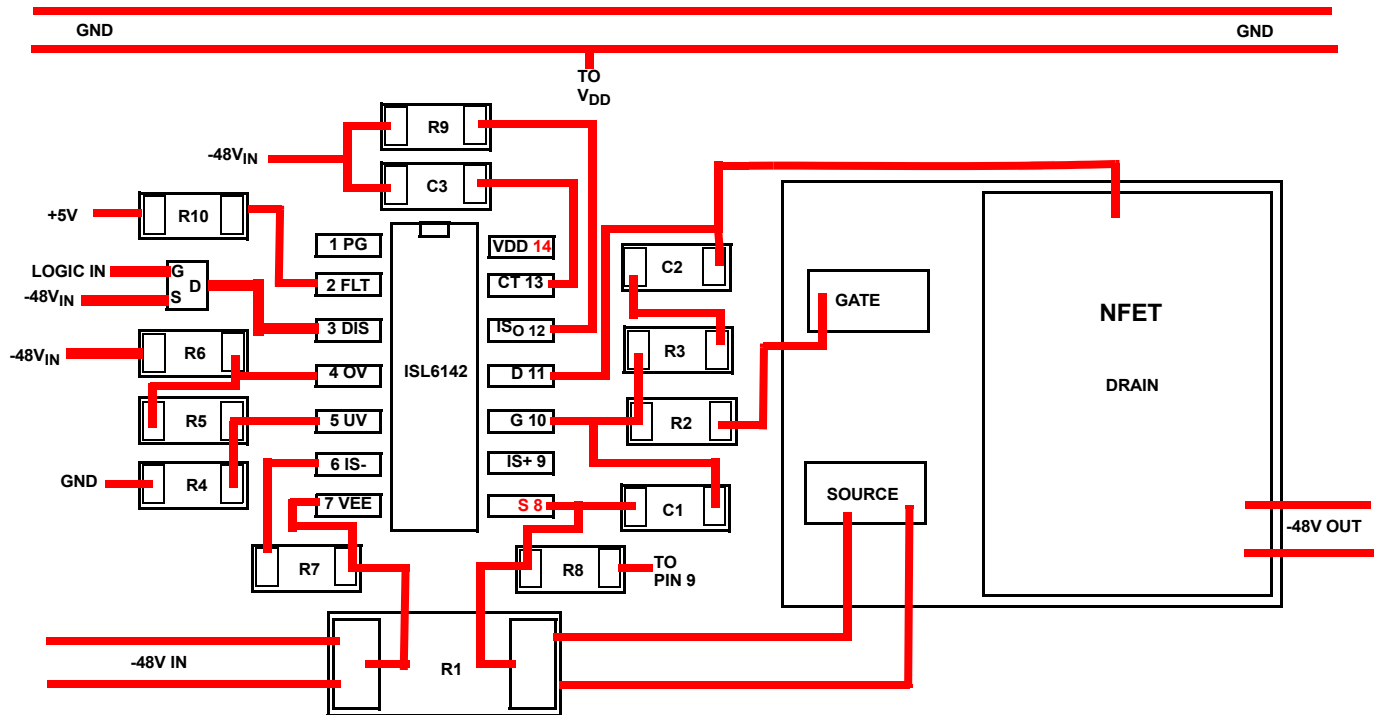 GND
GND
TO
VDD
R9
-48VIN
C3
+5V
R10
1 PG
VDD 14
LOGIC IN
G
D
S
-48VIN
2 FLT
CT 13
C2
GATE
3 DIS
ISO 12
NFET
-48VIN
R6
4 OV
ISL6142
D 11
R3
DRAIN
R5
5 UV
G 10
R2
GND
R4
6 IS-
IS+ 9
7 VEE
S 8
C1
SOURCE
-48V OUT
R7
R8
TO
PIN 9
-48V IN
R1